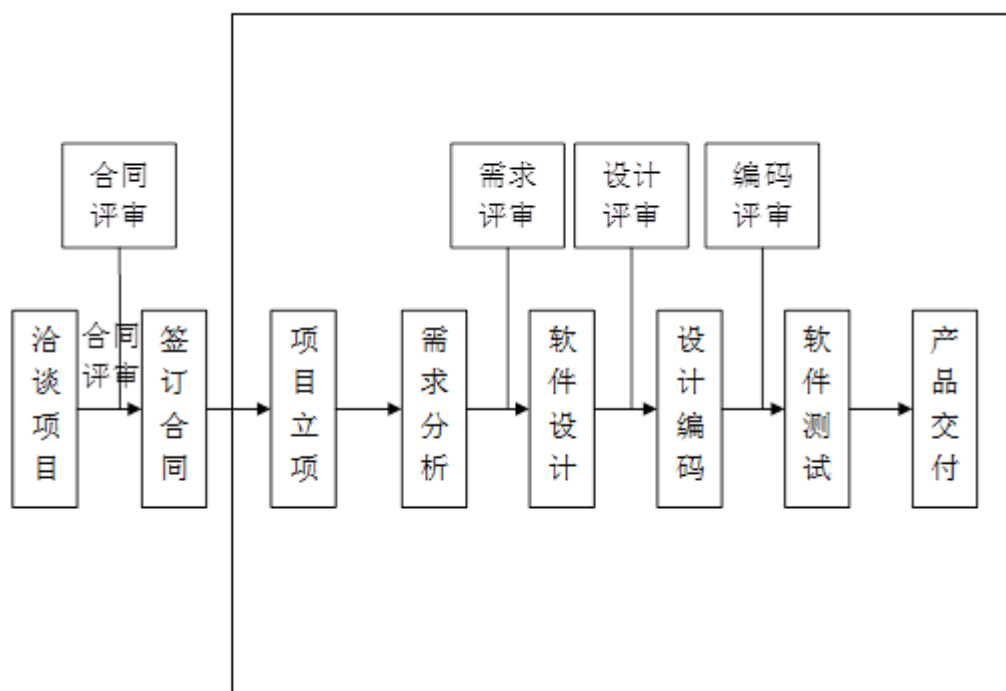 合同
评审
需求
评审
设计
评审
编码
评审
洽谈项目
合同
评审
签订合同
项目立项
需求分析
软件设计
设计编码
软件测试
产品交付